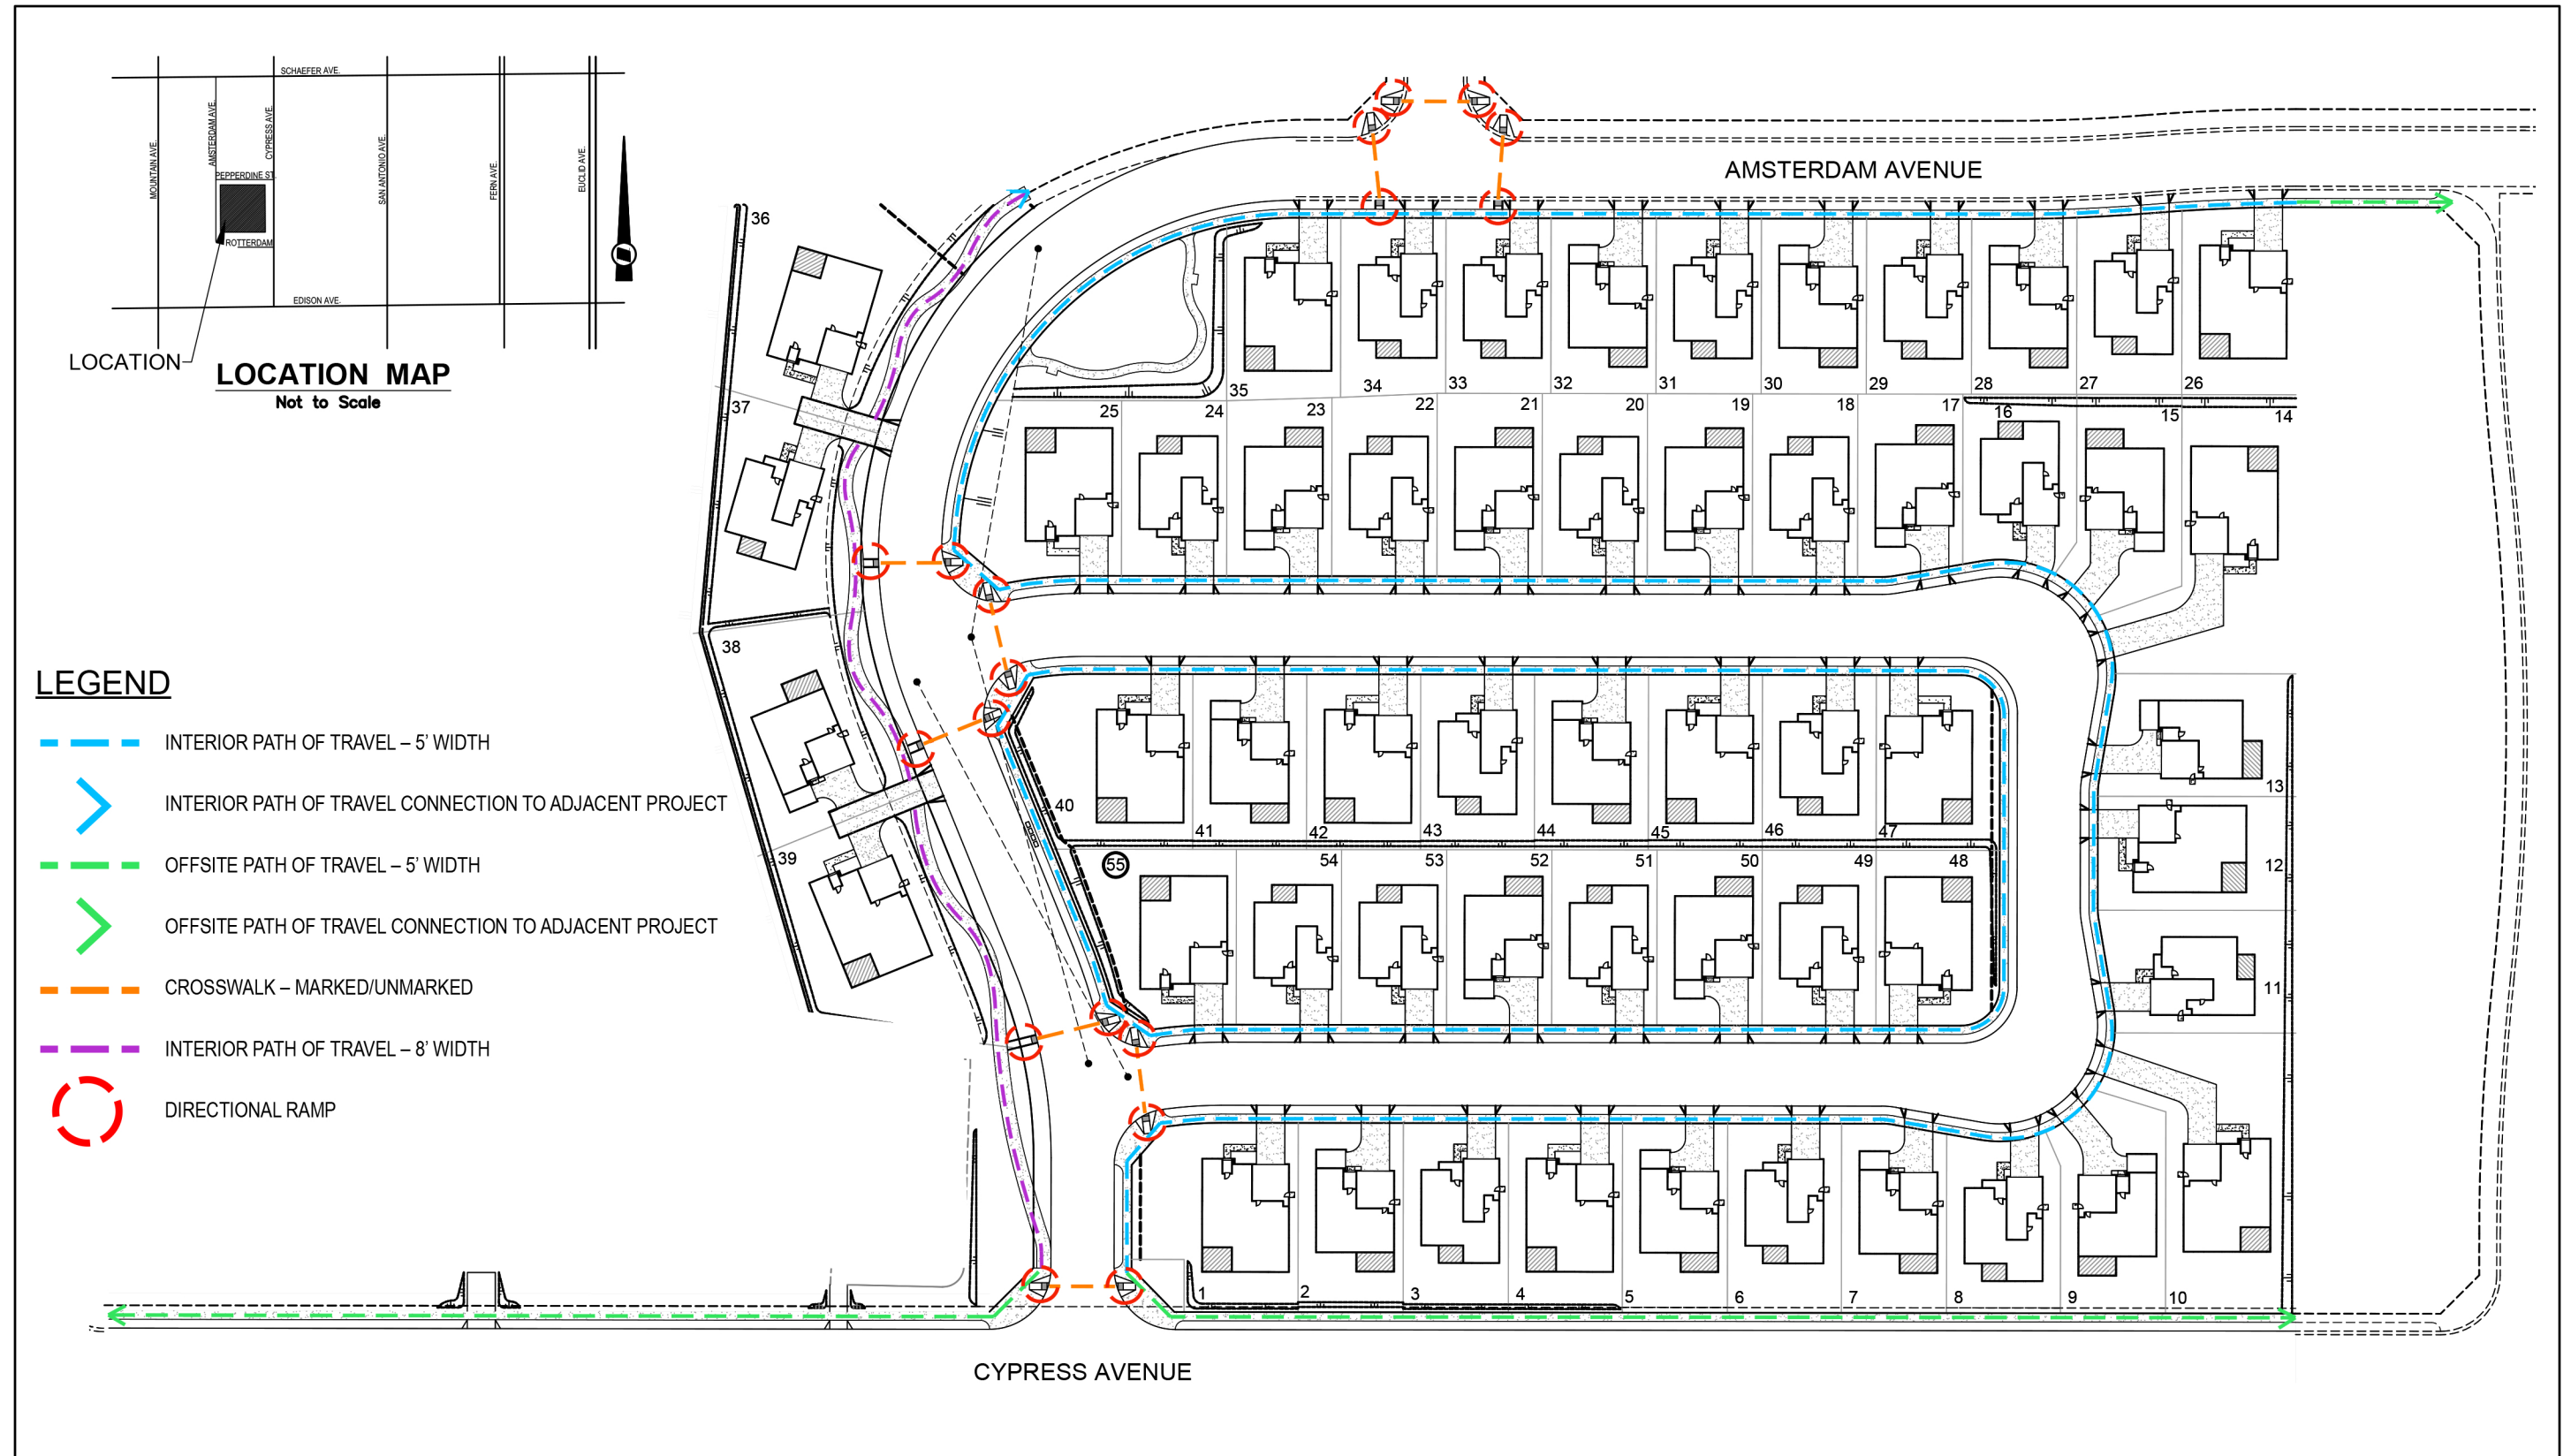 SCHAEFER AVE.
MOUNTAIN AVE.
AMSTERDAM AVE.
CYPRESS AVE.
SAN ANTONIO AVE.
FERN AVE.
EUCLID AVE.
PEPPERDINE ST.
ROTTERDAM
EDISON AVE.
LOCATION
LOCATION MAP
Not to Scale
AMSTERDAM AVENUE
36
37
38
39
35 34 33 32 31 30 29 28 27 26
25 24 23 22 21 20 19 18 17 16 15 14
13
12
11
40 41 42 43 44 45 46 47
55 54 53 52 51 50 49 48
1 2 3 4 5 6 7 8 9 10
LEGEND
INTERIOR PATH OF TRAVEL – 5' WIDTH
INTERIOR PATH OF TRAVEL CONNECTION TO ADJACENT PROJECT
OFFSITE PATH OF TRAVEL – 5' WIDTH
OFFSITE PATH OF TRAVEL CONNECTION TO ADJACENT PROJECT
CROSSWALK – MARKED/UNMARKED
INTERIOR PATH OF TRAVEL – 8' WIDTH
DIRECTIONAL RAMP
CYPRESS AVENUE